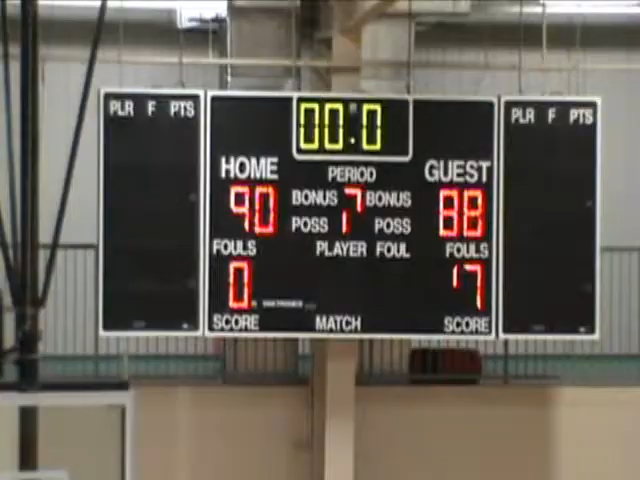 PLR F PTS
00.0
PLR F PTS
HOME PERIOD GUEST
90 BONUS 7 BONUS 88
POSS POSS
FOULS PLAYER FOUL FOULS
0 7
SCORE MATCH SCORE